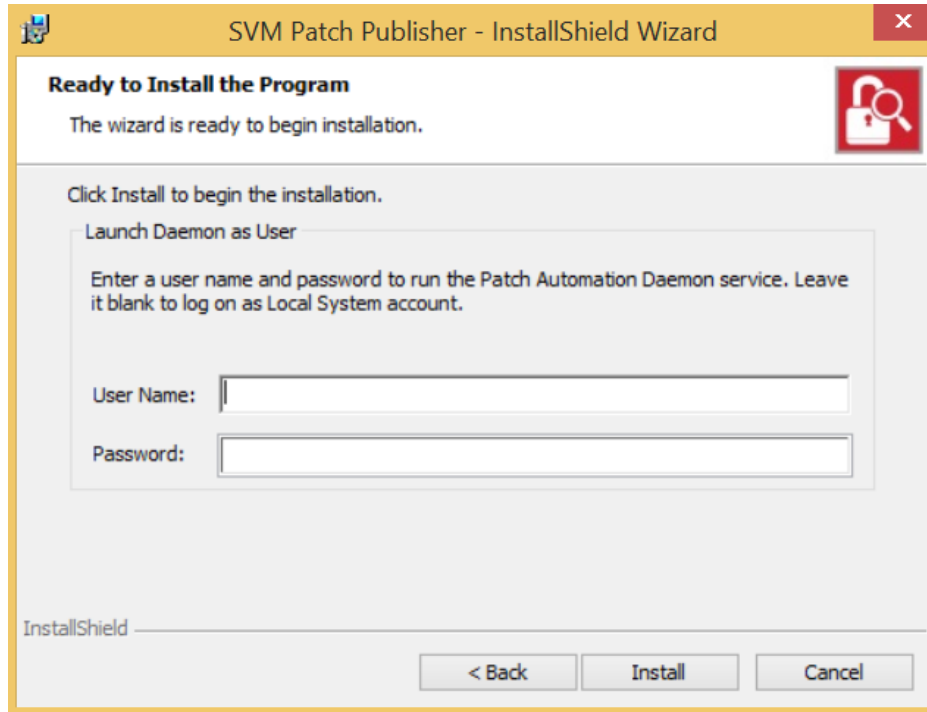 SVM Patch Publisher - InstallShield Wizard
Ready to Install the Program
The wizard is ready to begin installation.
Click Install to begin the installation.
Launch Daemon as User
Enter a user name and password to run the Patch Automation Daemon service. Leave
it blank to log on as Local System account.
User Name:
Password:
InstallShield
< Back
Install
Cancel